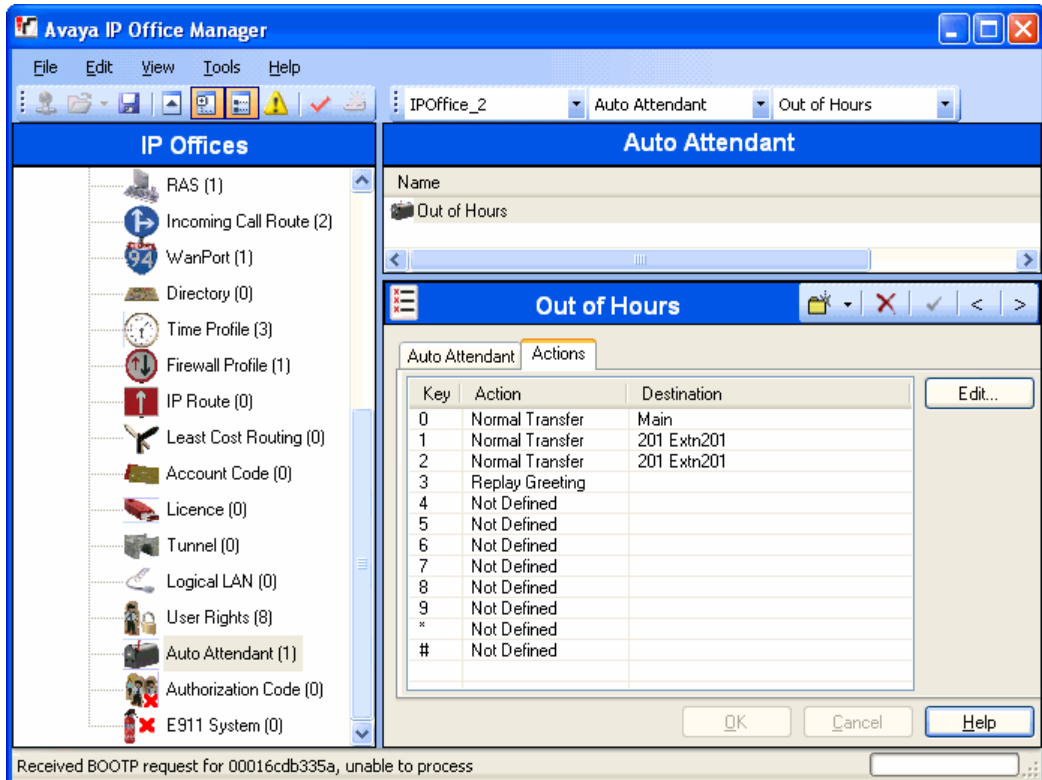 Avaya IP Office Manager
File Edit View Tools Help
IPOffice_2 Auto Attendant Out of Hours
IP Offices
RAS (1)
Incoming Call Route (2)
94 WanPort (1)
Directory (0)
Time Profile (3)
Firewall Profile (1)
IP Route (0)
Least Cost Routing (0)
Account Code (0)
Licence (0)
Tunnel (0)
Logical LAN (0)
User Rights (8)
Auto Attendant (1)
Authorization Code (0)
E911 System (0)
Auto Attendant
Name
Out of Hours
Out of Hours < >
Auto Attendant Actions
Key Action Destination
0 Normal Transfer Main
1 Normal Transfer 201 Extn201
2 Normal Transfer 201 Extn201
3 Replay Greeting
4 Not Defined
5 Not Defined
6 Not Defined
7 Not Defined
8 Not Defined
9 Not Defined
* Not Defined
# Not Defined
Edit...
OK Cancel Help
Received BOOTP request for 00016cdb335a, unable to process